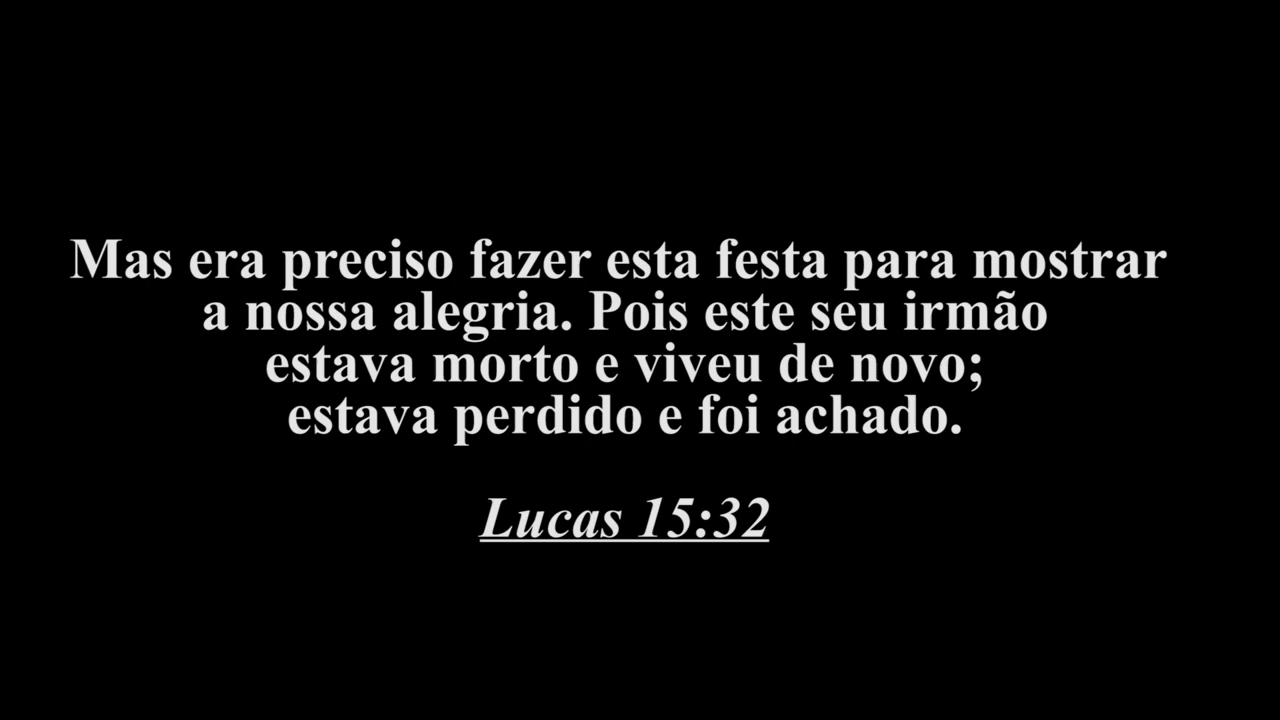 Mas era preciso fazer esta festa para mostrar
a nossa alegria. Pois este seu irmão
estava morto e viveu de novo;
estava perdido e foi achado.
Lucas 15:32